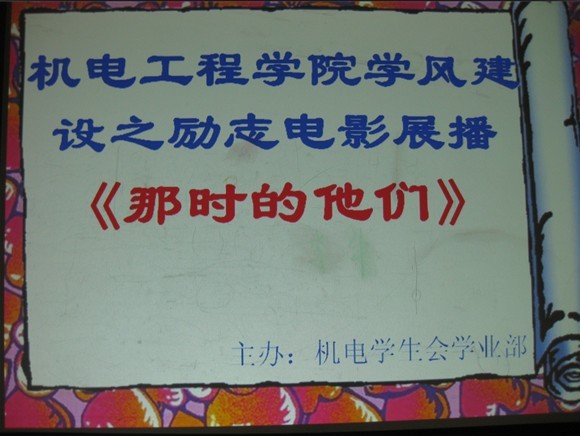 机电工程学院学风建
设之励志电影展播
《那时的他们》
主办：机电学生会学业部